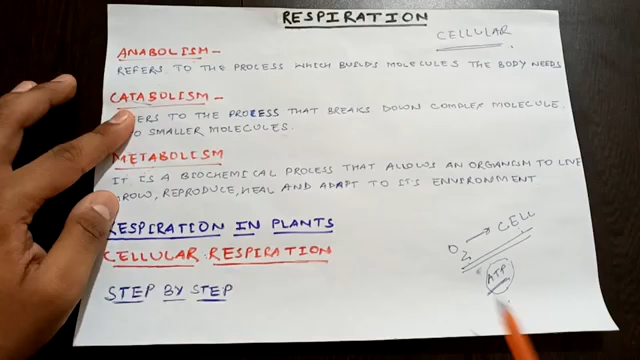 RESPIRATION
CELLULAR
ANABOLISM -
REFERS TO THE PROCESS WHICH BUILDS MOLECULES THE BODY NEEDS
CATABOLISM -
ERS TO THE PROCESS THAT BREAKS DOWN COMPLEX MOLECULE
TO SMALLER MOLECULES.
METABOLISM
IT IS A BIOCHEMICAL PROCESS THAT ALLOWS AN ORGANISM TO LIVE
GROW, REPRODUCE, HEAL AND ADAPT TO IT'S ENVIRONMENT
RESPIRATION IN PLANTS
CELLULAR RESPIRATION
STEP BY STEP
O2 → CELL
ATP